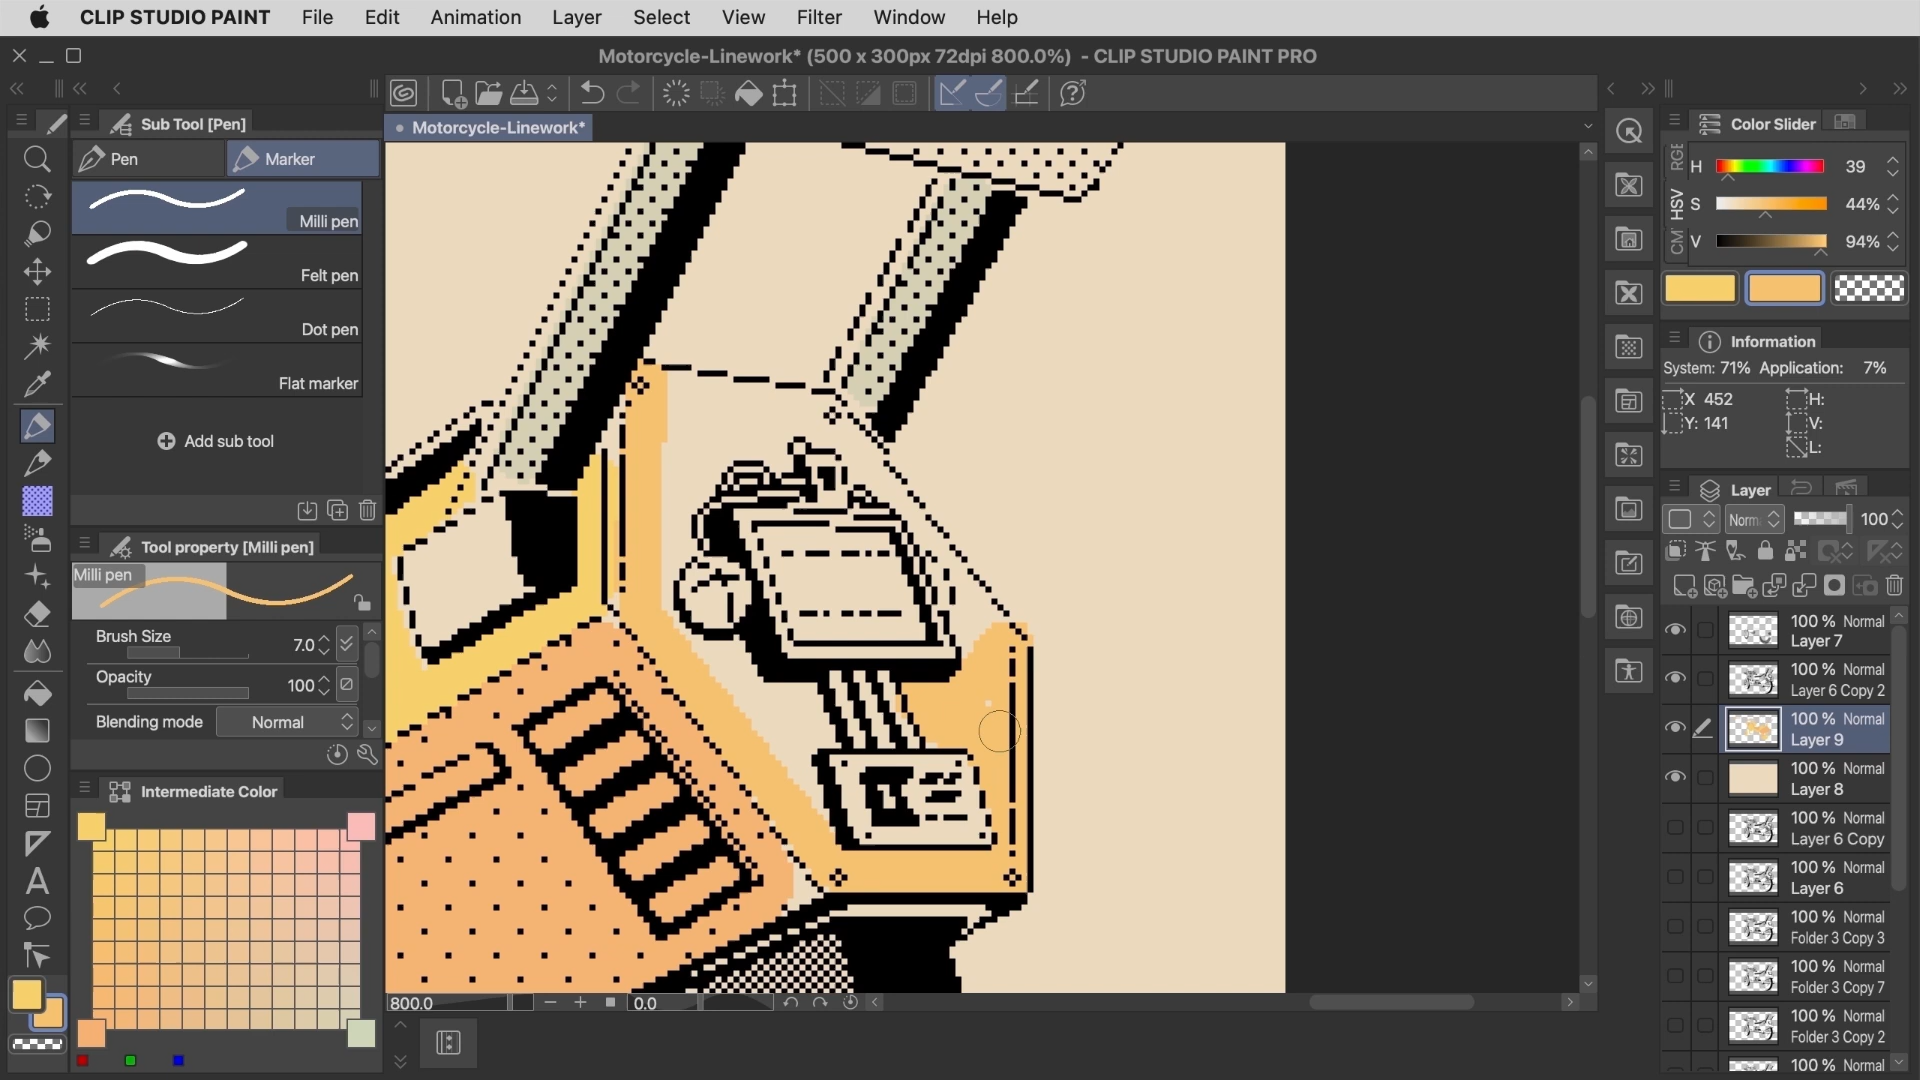 CLIP STUDIO PAINT File Edit Animation Layer Select View Filter Window Help
Motorcycle-Linework* (500 x 300px 72dpi 800.0%) - CLIP STUDIO PAINT PRO
Sub Tool [Pen]
Pen
Marker
Milli pen
Felt pen
Dot pen
Flat marker
Add sub tool
Tool property [Milli pen]
Milli pen
Brush Size 7.0
Opacity 100
Blending mode Normal
Intermediate Color
A
Motorcycle-Linework*
800.0
0.0
Color Slider
RGE
HSV
CM
H 39
S 44%
V 94%
Information
System: 71% Application: 7%
X 452 H:
Y: 141 V:
L:
Layer
Norm 100
100 % Normal
Layer 7
100 % Normal
Layer 6 Copy 2
100 % Normal
Layer 9
100 % Normal
Layer 8
100 % Normal
Layer 6 Copy
100 % Normal
Layer 6
100 % Normal
Folder 3 Copy 3
100 % Normal
Folder 3 Copy 7
100 % Normal
Folder 3 Copy 2
100 % Normal